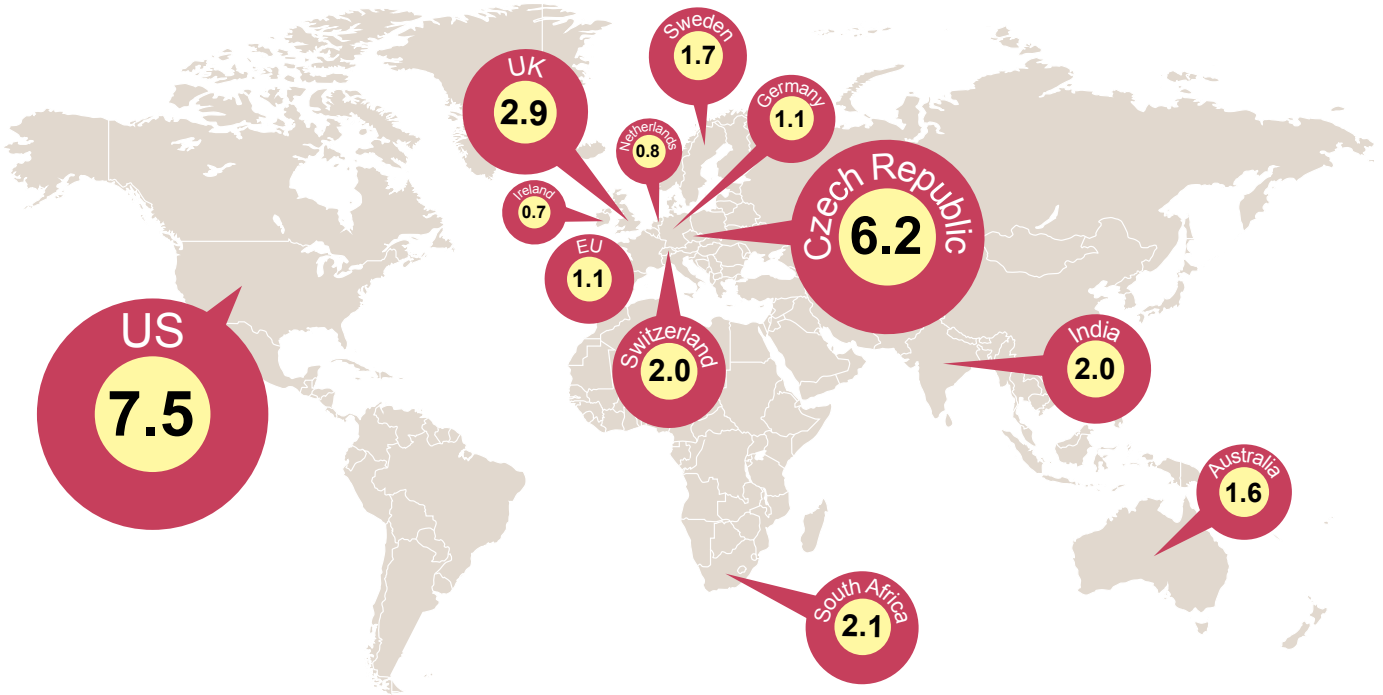 Sweden
1.7
UK
2.9
Germany
1.1
Netherlands
0.8
Czech Republic
6.2
Ireland
0.7
EU
1.1
US
7.5
Switzerland
2.0
India
2.0
Australia
1.6
South Africa
2.1